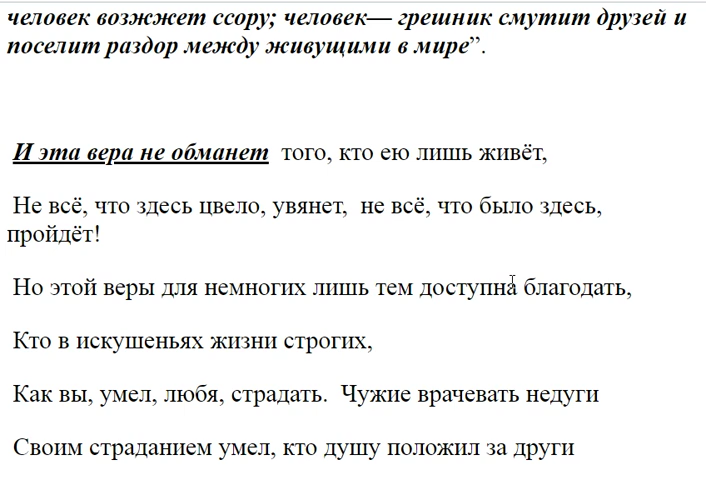 человек возжжет ссору; человек— грешник смутит друзей и
поселит раздор между живущими в мире”.
И эта вера не обманет того, кто ею лишь живёт,
Не всё, что здесь цвело, увянет, не всё, что было здесь,
пройдёт!
Но этой веры для немногих лишь тем доступна благодать,
Кто в искушеньях жизни строгих,
Как вы, умел, любя, страдать. Чужие врачевать недуги
Своим страданием умел, кто душу положил за други